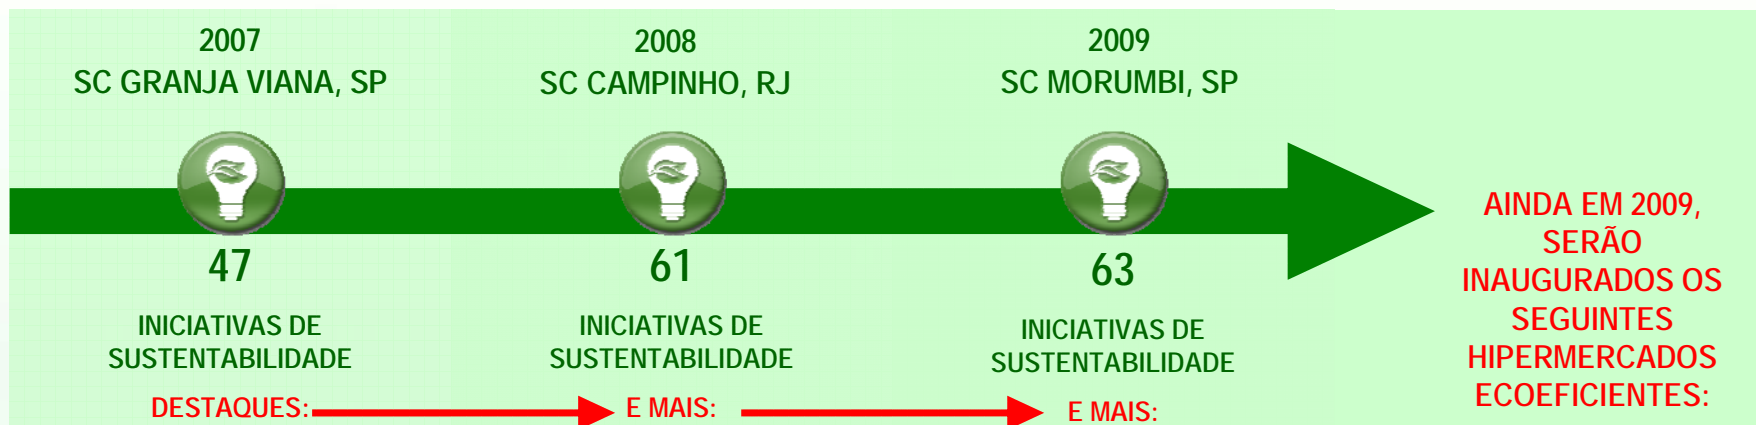 2007
SC GRANJA VIANA, SP
47
INICIATIVAS DE
SUSTENTABILIDADE
DESTAQUES:
2008
SC CAMPINHO, RJ
61
INICIATIVAS DE
SUSTENTABILIDADE
E MAIS:
2009
SC MORUMBI, SP
63
INICIATIVAS DE
SUSTENTABILIDADE
E MAIS:
AINDA EM 2009,
SERÃO
INAUGURADOS OS
SEGUINTES
HIPERMERCADOS
ECOEFICIENTES: